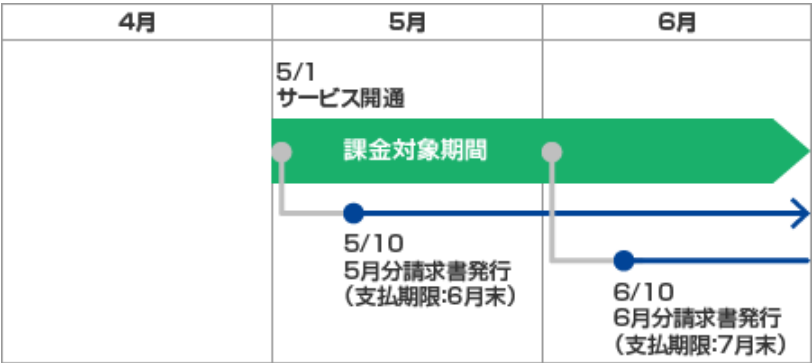 4月
5月
6月
5/1
サービス開通
課金対象期間
5/10
5月分請求書発行
(支払期限:6月末)
6/10
6月分請求書発行
(支払期限:7月末)